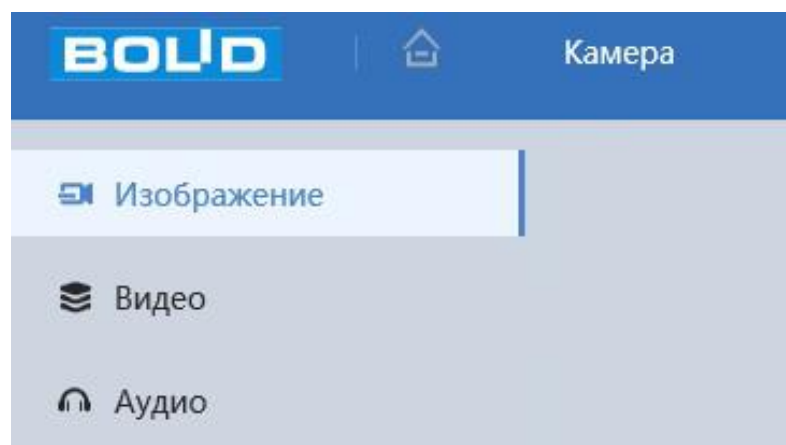 BOLID
Камера
Изображение
Видео
Аудио